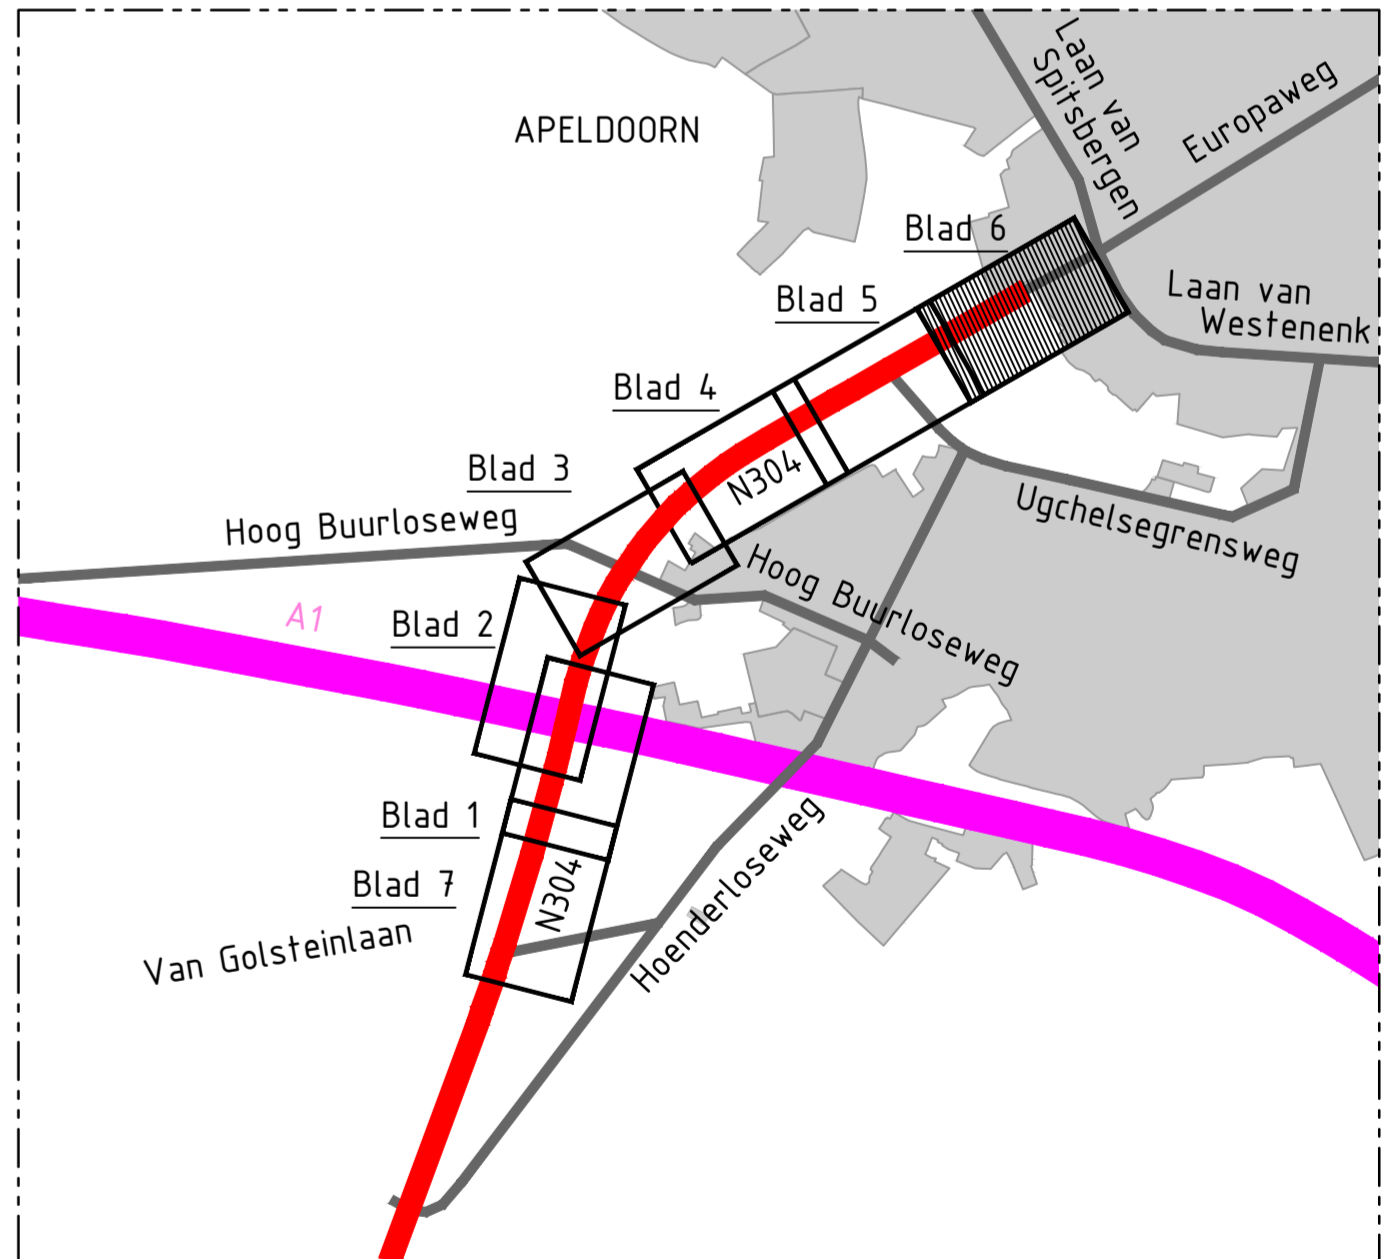 Laan van
Spitsbergen
Europaweg
APELDOORN
Blad 6
Laan van
Westenenk
Blad 5
Blad 4
N304
Blad 3
Ugchelsegrensweg
Hoog Buurloseweg
Hoog Buurloseweg
A1
Blad 2
Blad 1
Blad 7
N304
Hoenderloseweg
Van Golsteinlaan